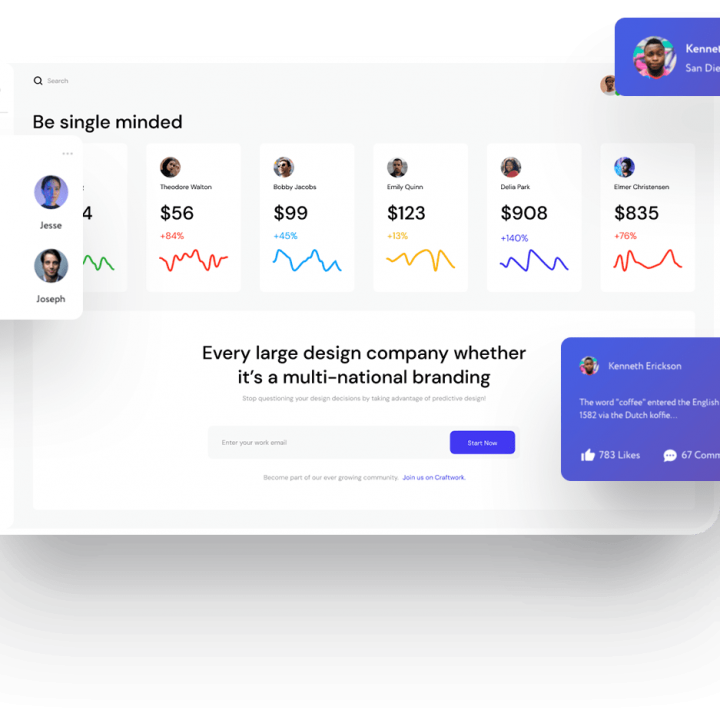 Kennet
San Die
Search
Be single minded
Theodore Walton
Bobby Jacobs
Emily Quinn
Delia Park
Elmer Christensen
4
$56
$99
$123
$908
$835
+84%
+45%
+13%
+140%
+76%
Jesse
Joseph
Every large design company whether
it’s a multi-national branding
Stop questioning your design decisions by taking advantage of predictive design!
Enter your work email
Start Now
Become part of our ever growing community. Join us on Craftwork.
Kenneth Erickson
The word "coffee" entered the English
1582 via the Dutch koffie...
783 Likes
67 Comm